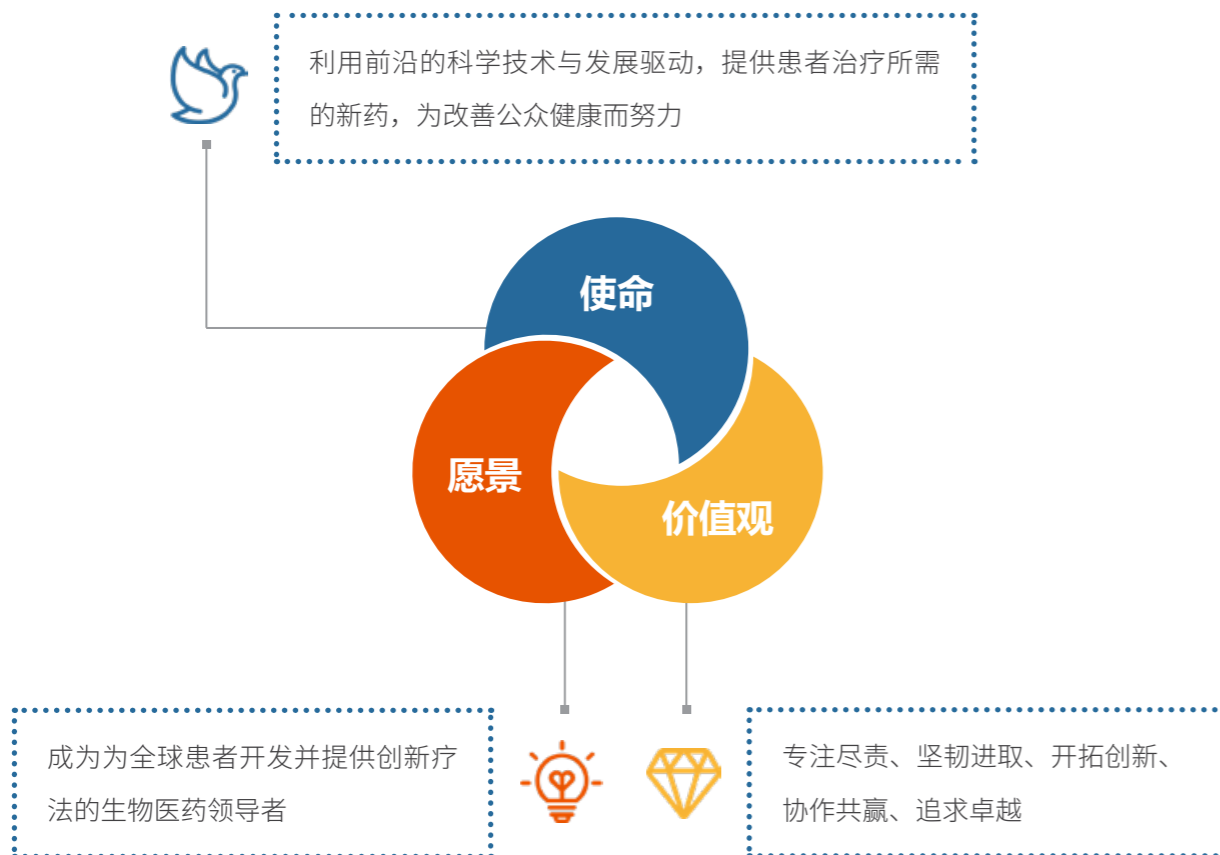 利用前沿的科学技术与发展驱动，提供患者治疗所需
的新药，为改善公众健康而努力
使命
愿景
价值观
成为为全球患者开发并提供创新疗
法的生物医药领导者
专注尽责、坚韧进取、开拓创新、
协作共赢、追求卓越